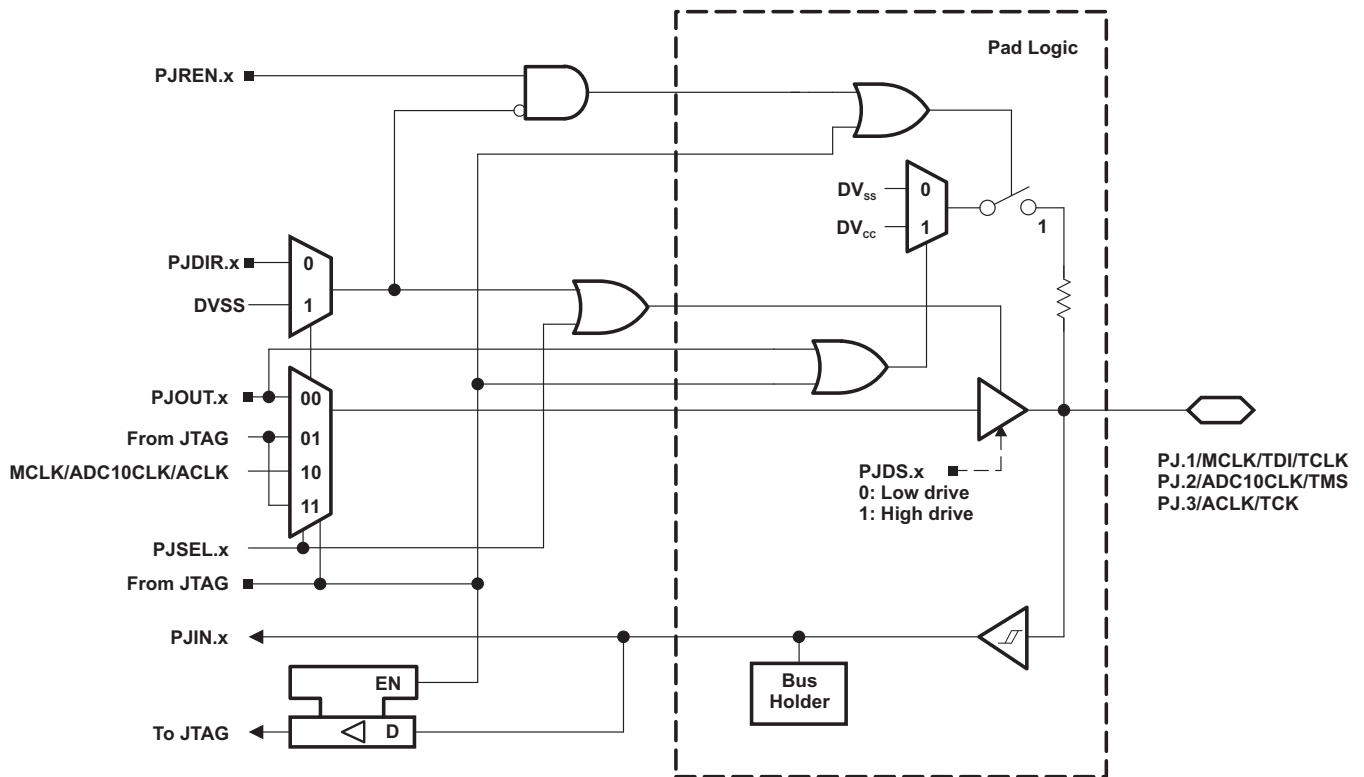 Pad Logic
PJREN.x
DVSS
0
DVCC
1
1
PJDIR.x
0
DVSS
1
PJOUT.x
00
From JTAG
01
MCLK/ADC10CLK/ACLK
10
11
PJDS.x
0: Low drive
1: High drive
PJ.1/MCLK/TDI/TCLK
PJ.2/ADC10CLK/TMS
PJ.3/ACLK/TCK
PJSEL.x
From JTAG
PJIN.x
Bus
Holder
EN
To JTAG
D